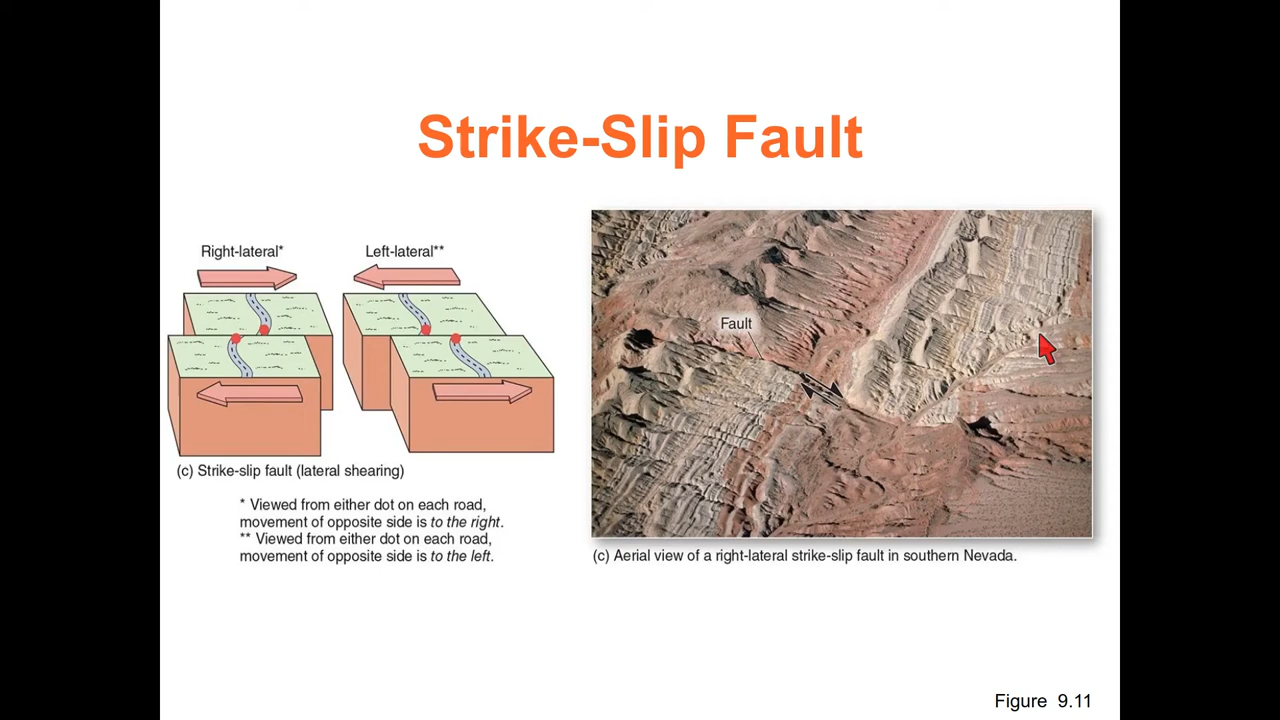 Strike-Slip Fault
Right-lateral*
Left-lateral**
(c) Strike-slip fault (lateral shearing)
* Viewed from either dot on each road,
movement of opposite side is to the right.
** Viewed from either dot on each road,
movement of opposite side is to the left.
Fault
(c) Aerial view of a right-lateral strike-slip fault in southern Nevada.
Figure 9.11